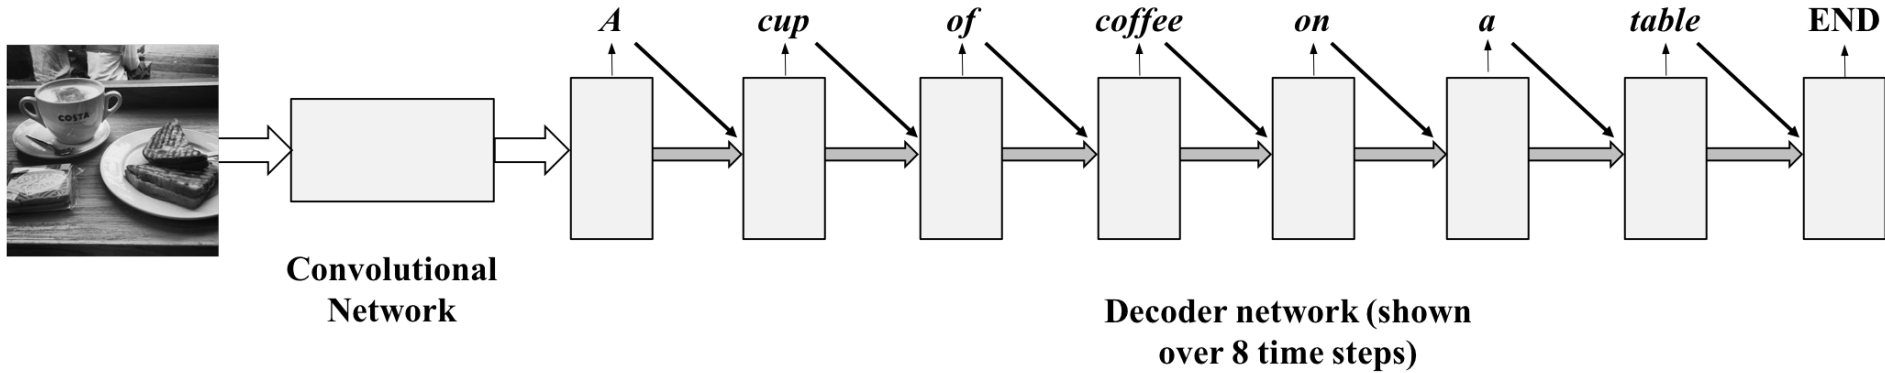 A cup of coffee on a table END
COSTA
Convolutional
Network
Decoder network (shown
over 8 time steps)